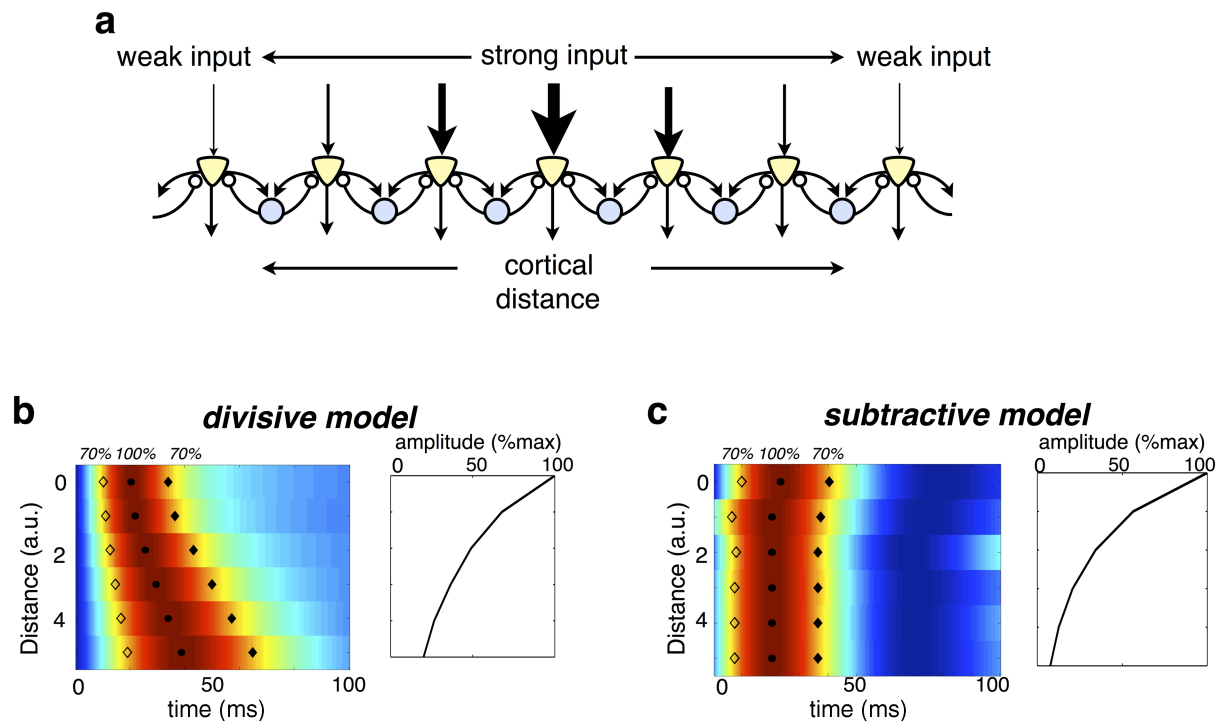 a
weak input strong input weak input
cortical
distance
b divisive model
amplitude (%max)
70% 100% 70%
0 50 100
0
2
4
Distance (a.u.)
0 50 100
time (ms)
c subtractive model
amplitude (%max)
70% 100% 70%
0 50 100
0
2
4
Distance (a.u.)
0 50 100
time (ms)